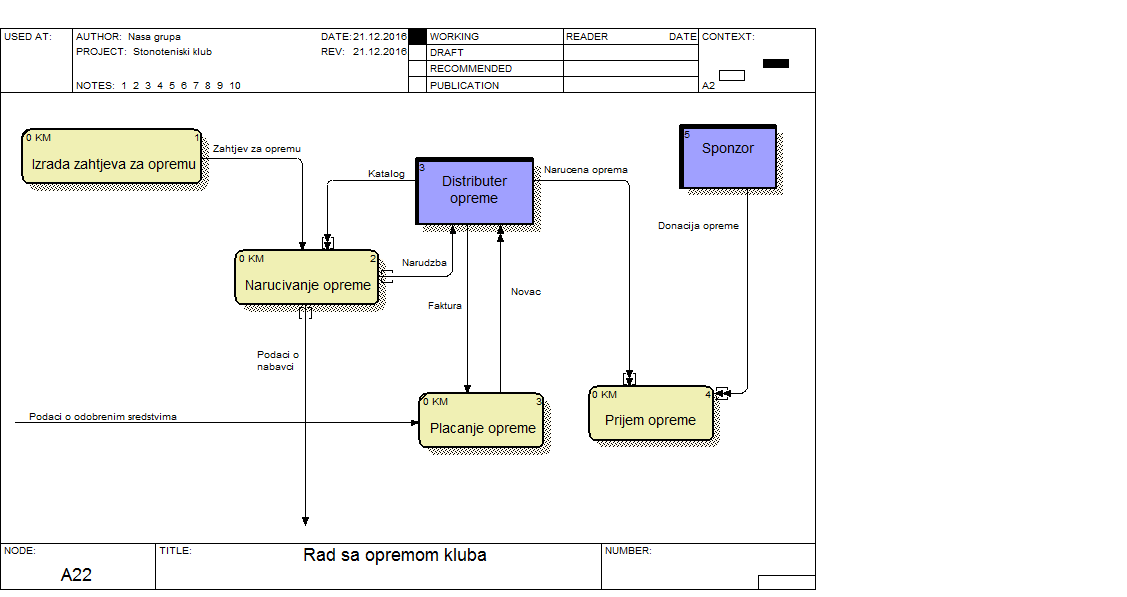 USED AT:
AUTHOR: Nasa grupa
DATE: 21.12.2016
PROJECT: Stonoteniski klub
REV: 21.12.2016
NOTES: 1 2 3 4 5 6 7 8 9 10
WORKING
DRAFT
RECOMMENDED
PUBLICATION
READER
DATE
CONTEXT:
A2
0 KM
1
Izrada zahtjeva za opremu
Zahtjev za opremu
Katalog
3
Distributer
opreme
Narucena oprema
5
Sponzor
Donacija opreme
0 KM
2
Narucivanje opreme
Narudzba
Faktura
Novac
Podaci o
nabavci
Podaci o odobrenim sredstvima
0 KM
3
Placanje opreme
0 KM
4
Prijem opreme
NODE:
A22
TITLE:
Rad sa opremom kluba
NUMBER: